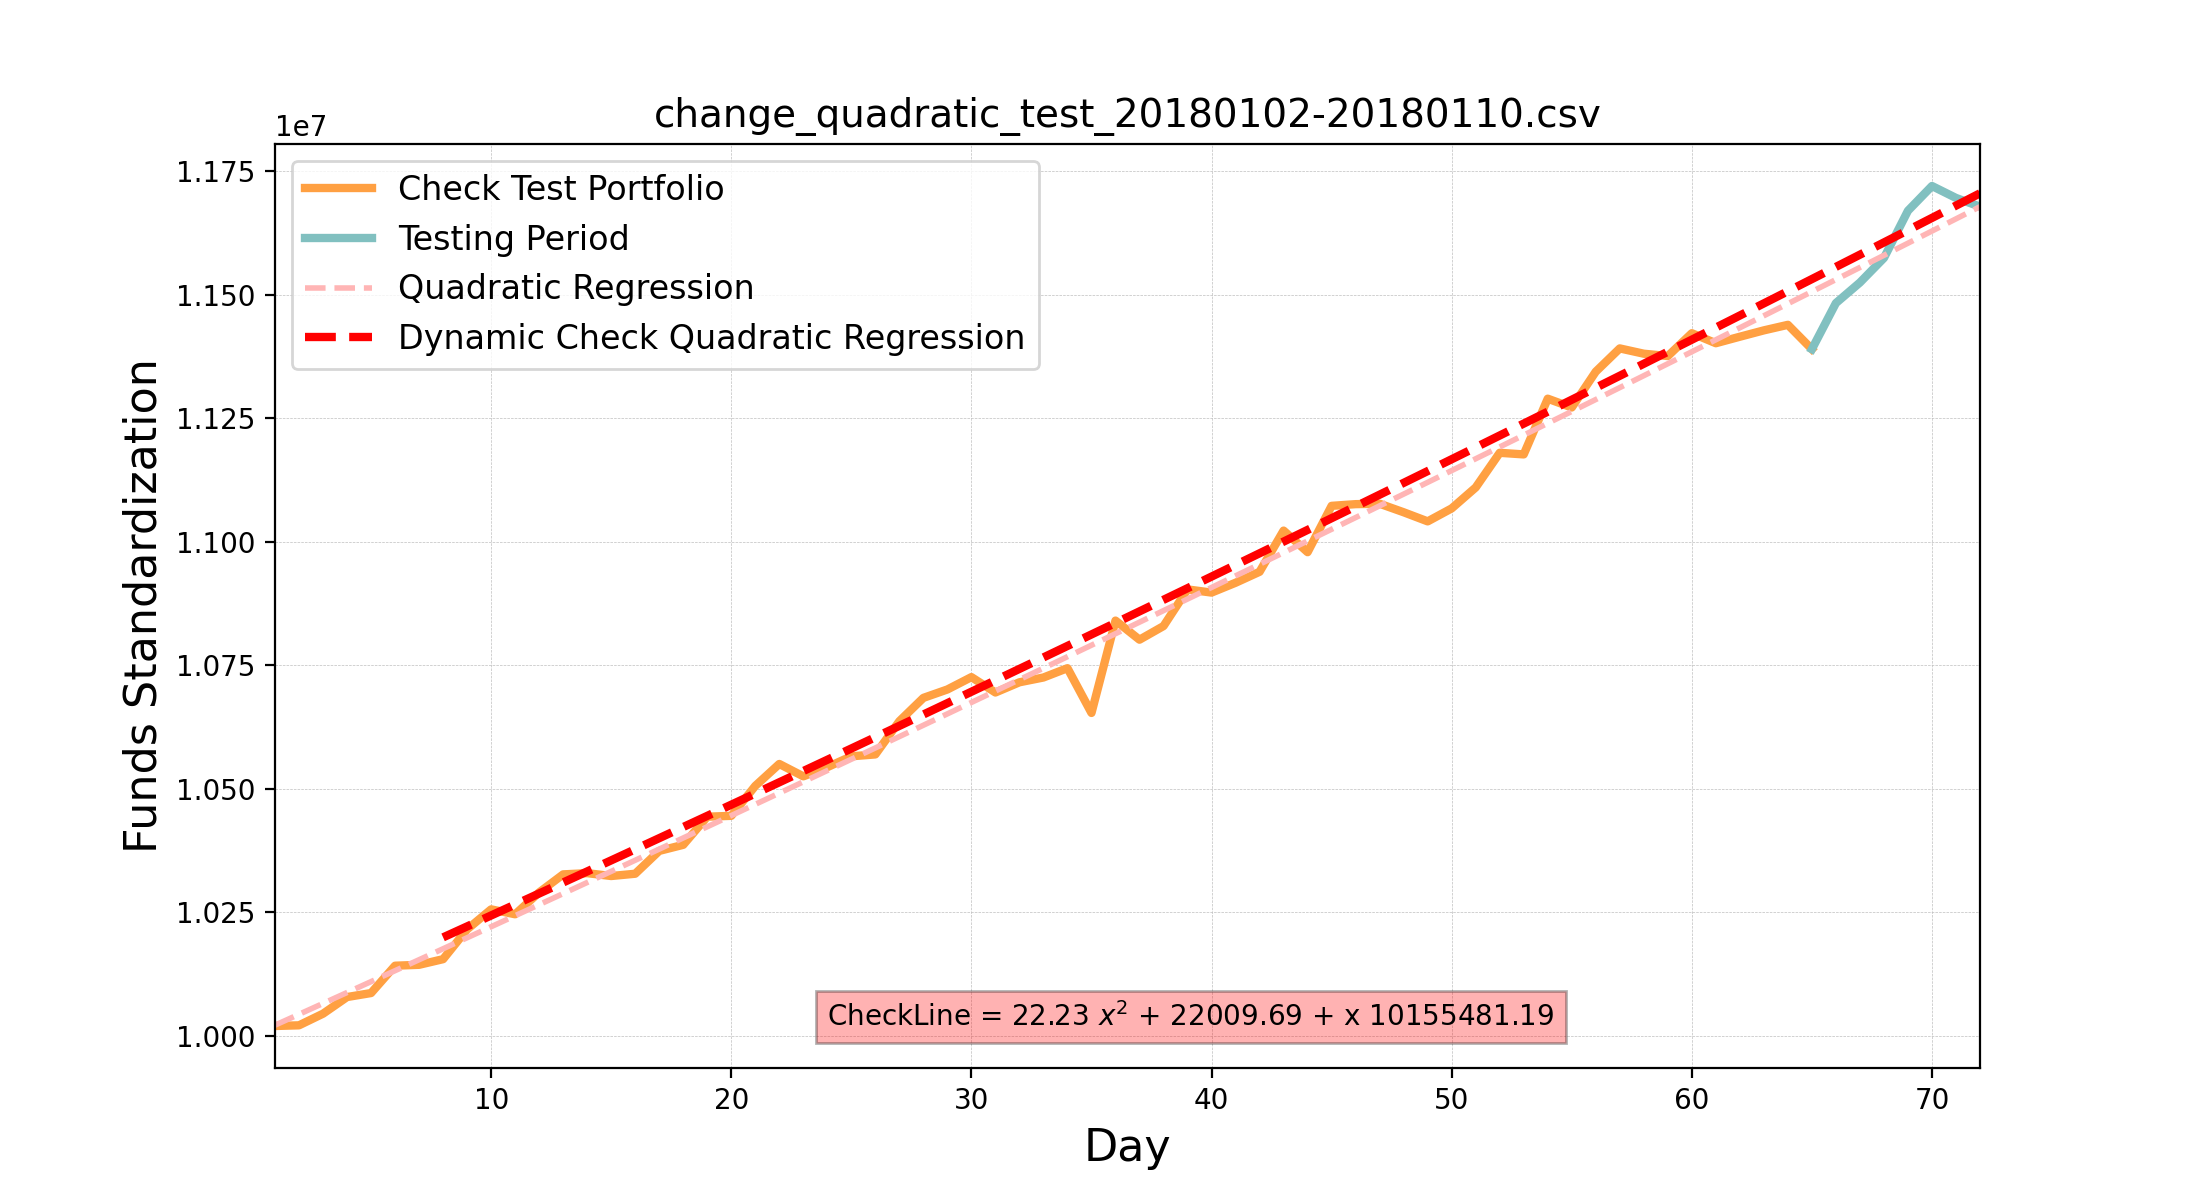 change_quadratic_test_20180102-20180110.csv
1e7
1.175
1.150
1.125
1.100
1.075
1.050
1.025
1.000
Funds Standardization
Check Test Portfolio
Testing Period
Quadratic Regression
Dynamic Check Quadratic Regression
CheckLine = 22.23 x² + 22009.69 + x 10155481.19
10 20 30 40 50 60 70
Day